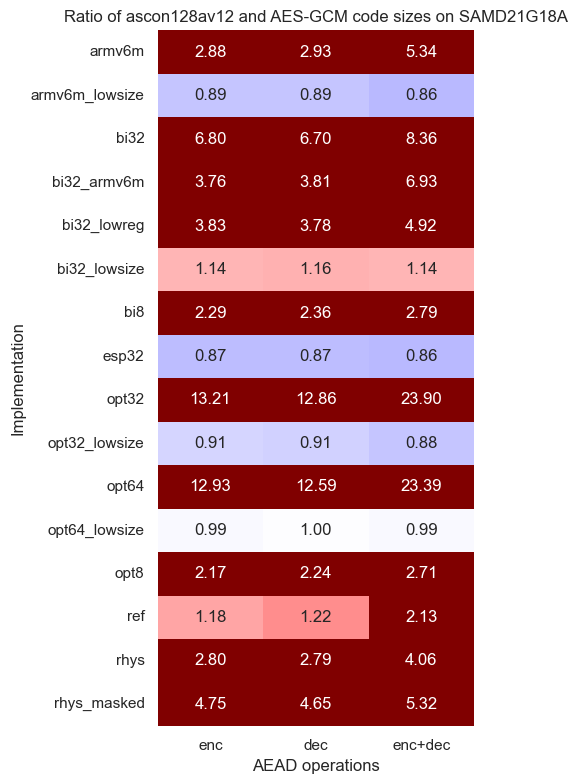 Ratio of ascon128av12 and AES-GCM code sizes on SAMD21G18A
Implementation
armv6m 2.88 2.93 5.34
armv6m_lowsize 0.89 0.89 0.86
bi32 6.80 6.70 8.36
bi32_armv6m 3.76 3.81 6.93
bi32_lowreg 3.83 3.78 4.92
bi32_lowsize 1.14 1.16 1.14
bi8 2.29 2.36 2.79
esp32 0.87 0.87 0.86
opt32 13.21 12.86 23.90
opt32_lowsize 0.91 0.91 0.88
opt64 12.93 12.59 23.39
opt64_lowsize 0.99 1.00 0.99
opt8 2.17 2.24 2.71
ref 1.18 1.22 2.13
rhys 2.80 2.79 4.06
rhys_masked 4.75 4.65 5.32
enc dec enc+dec
AEAD operations